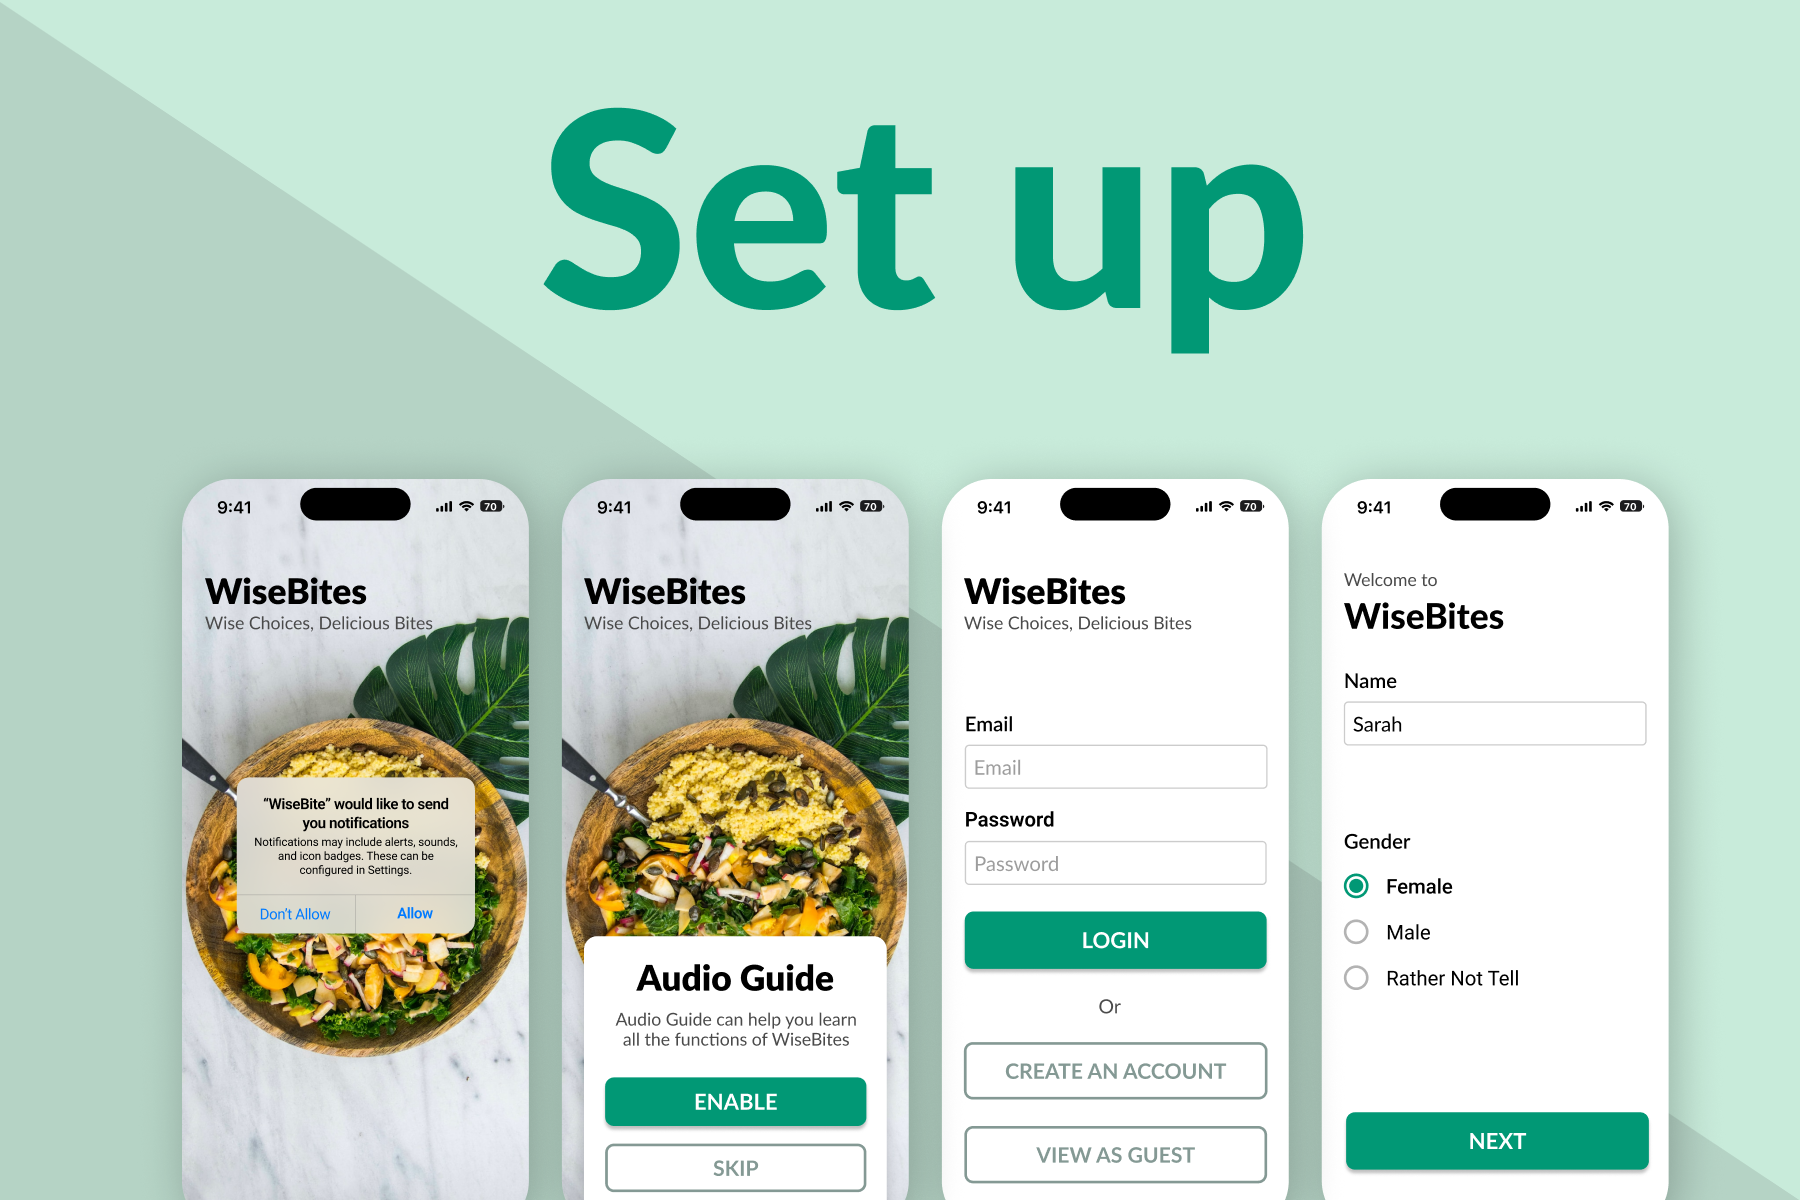 Set up
9:41
70
WiseBites
Wise Choices, Delicious Bites
“WiseBite” would like to send
you notifications
Notifications may include alerts, sounds,
and icon badges. These can be
configured in Settings.
Don’t Allow
Allow
9:41
70
WiseBites
Wise Choices, Delicious Bites
Audio Guide
Audio Guide can help you learn
all the functions of WiseBites
ENABLE
SKIP
9:41
70
WiseBites
Wise Choices, Delicious Bites
Email
Email
Password
Password
LOGIN
Or
CREATE AN ACCOUNT
VIEW AS GUEST
9:41
70
Welcome to
WiseBites
Name
Sarah
Gender
Female
Male
Rather Not Tell
NEXT